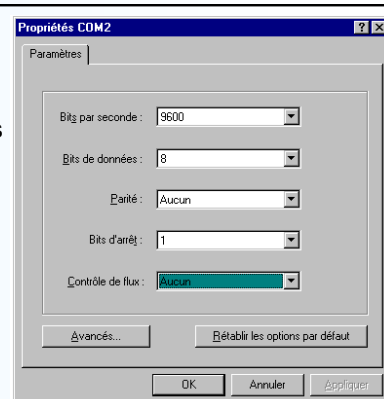 Propriétés COM2
Paramètres
s
Bits par seconde : 9600
Bits de données : 8
Parité : Aucun
Bits d'arrêt : 1
Contrôle de flux : Aucun
Avancés... Rétablir les options par défaut
OK Annuler Appliquer